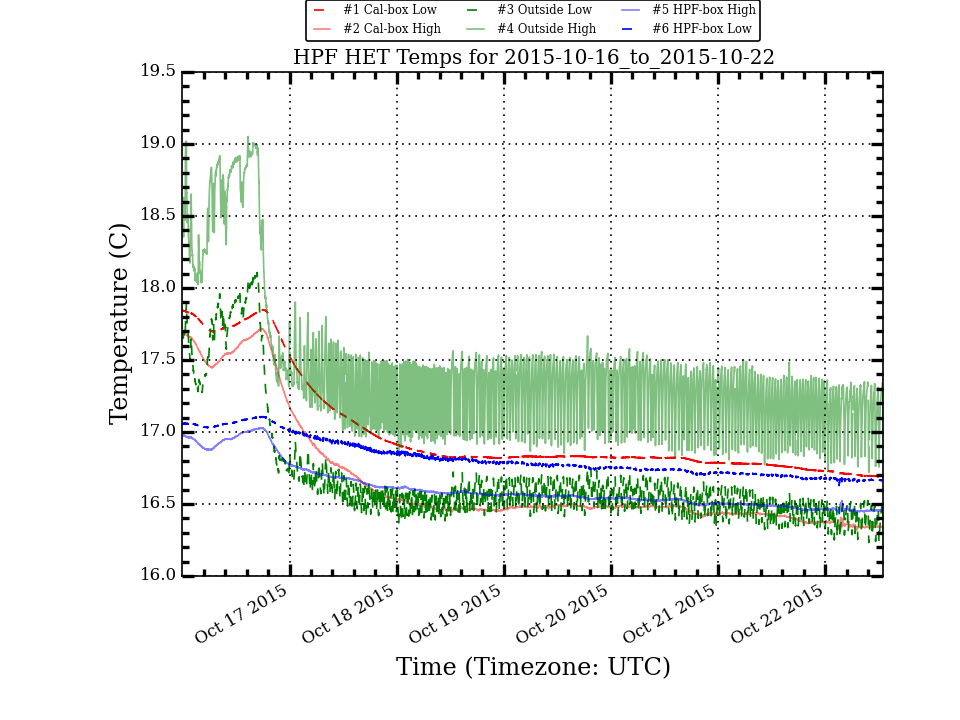 #1 Cal-box Low #3 Outside Low #5 HPF-box High
#2 Cal-box High #4 Outside High #6 HPF-box Low
HPF HET Temps for 2015-10-16_to_2015-10-22
19.5
19.0
18.5
18.0
17.5
17.0
16.5
16.0
Temperature (C)
Oct 17 2015 Oct 18 2015 Oct 19 2015 Oct 20 2015 Oct 21 2015 Oct 22 2015
Time (Timezone: UTC)